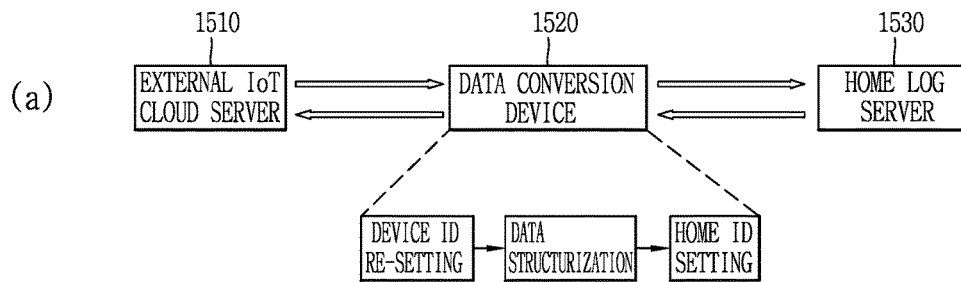 1510 1520 1530
(a)
EXTERNAL IoT
CLOUD SERVER
DATA CONVERSION
DEVICE
HOME LOG
SERVER
DEVICE ID
RE-SETTING
DATA
STRUCTURIZATION
HOME ID
SETTING